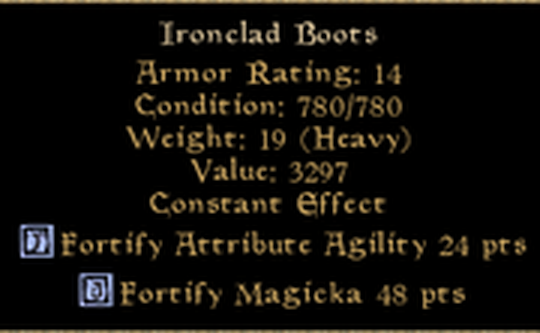 Ironclad Boots
Armor Rating: 14
Condition: 780/780
Weight: 19 (Heavy)
Value: 3297
Constant Effect
Fortify Attribute Agility 24 pts
Fortify Magicka 48 pts